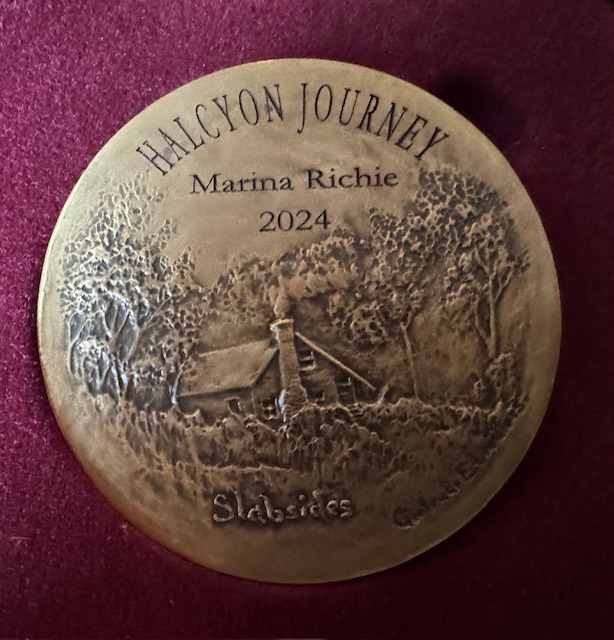 HALCYON JOURNEY
Marina Richie
2024
Slabsides